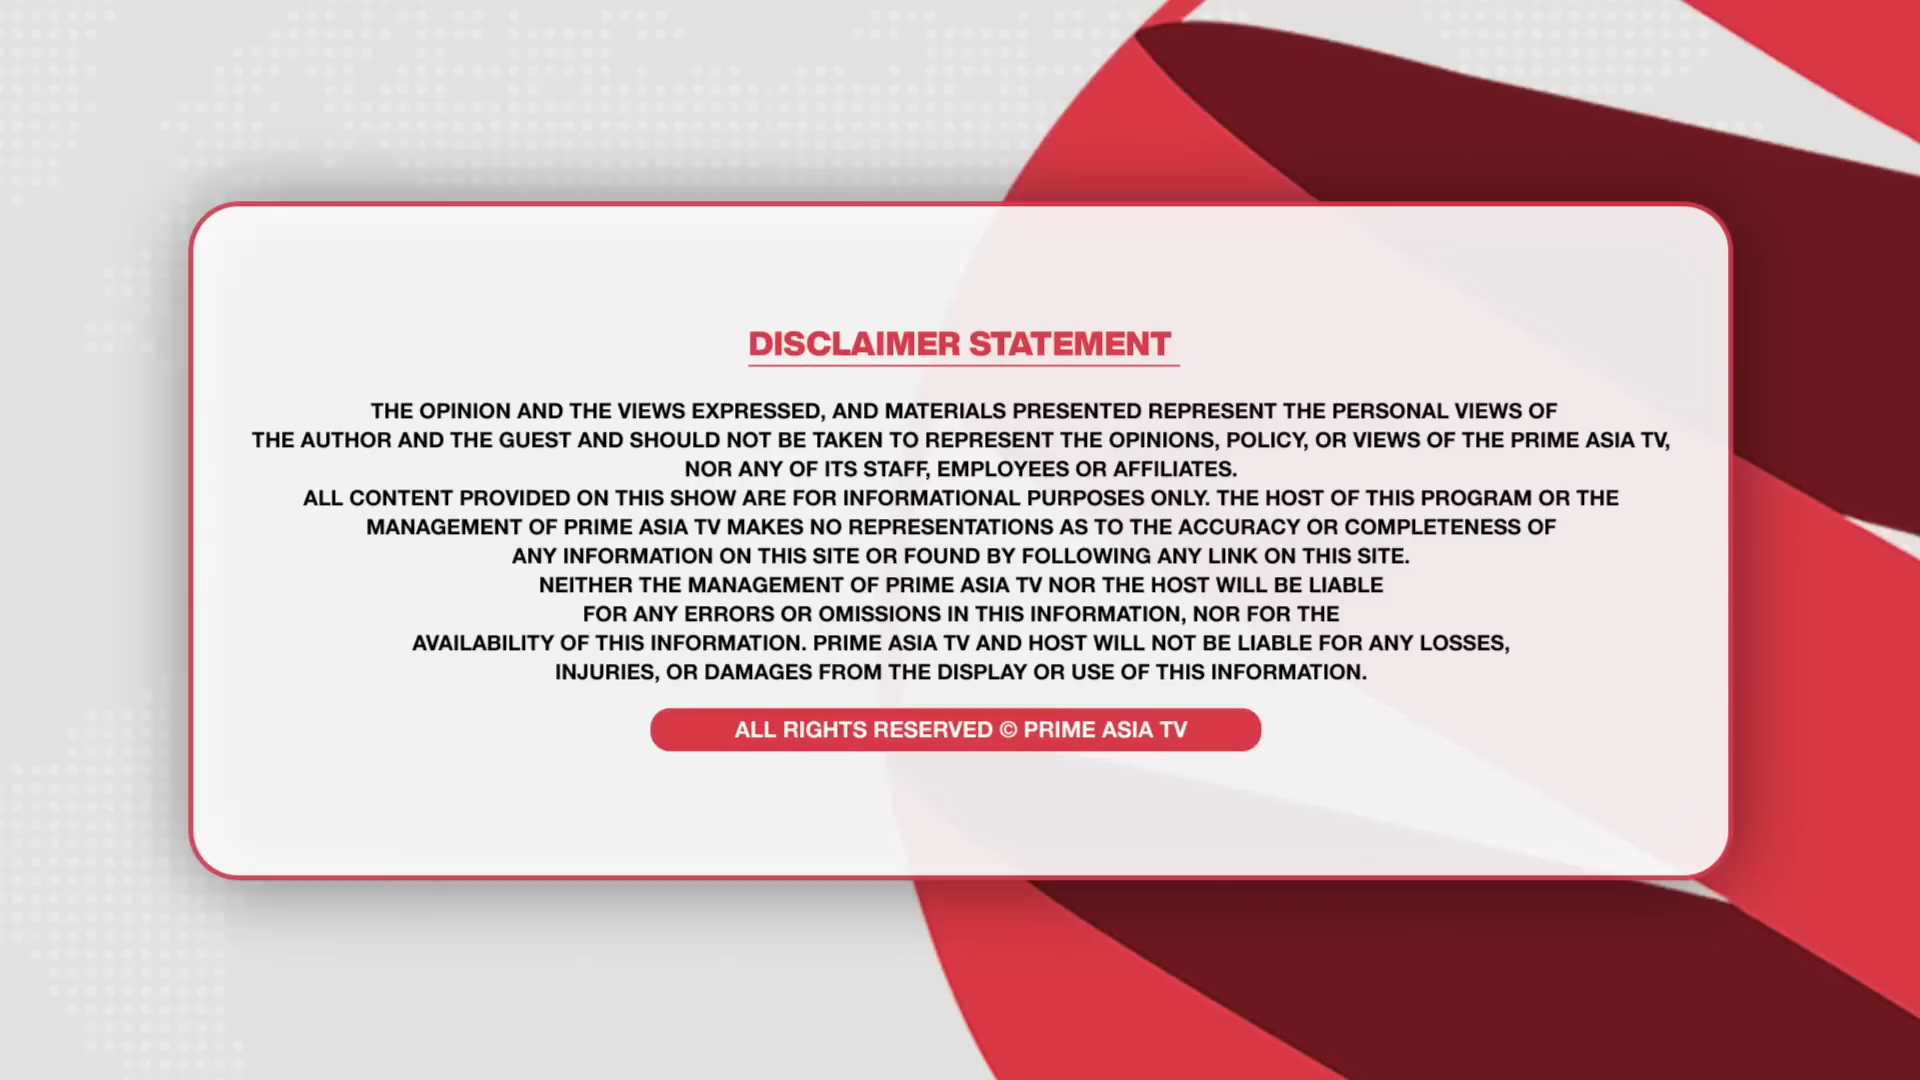 DISCLAIMER STATEMENT
THE OPINION AND THE VIEWS EXPRESSED, AND MATERIALS PRESENTED REPRESENT THE PERSONAL VIEWS OF
THE AUTHOR AND THE GUEST AND SHOULD NOT BE TAKEN TO REPRESENT THE OPINIONS, POLICY, OR VIEWS OF THE PRIME ASIA TV,
NOR ANY OF ITS STAFF, EMPLOYEES OR AFFILIATES.
ALL CONTENT PROVIDED ON THIS SHOW ARE FOR INFORMATIONAL PURPOSES ONLY. THE HOST OF THIS PROGRAM OR THE
MANAGEMENT OF PRIME ASIA TV MAKES NO REPRESENTATIONS AS TO THE ACCURACY OR COMPLETENESS OF
ANY INFORMATION ON THIS SITE OR FOUND BY FOLLOWING ANY LINK ON THIS SITE.
NEITHER THE MANAGEMENT OF PRIME ASIA TV NOR THE HOST WILL BE LIABLE
FOR ANY ERRORS OR OMISSIONS IN THIS INFORMATION, NOR FOR THE
AVAILABILITY OF THIS INFORMATION. PRIME ASIA TV AND HOST WILL NOT BE LIABLE FOR ANY LOSSES,
INJURIES, OR DAMAGES FROM THE DISPLAY OR USE OF THIS INFORMATION.
ALL RIGHTS RESERVED © PRIME ASIA TV